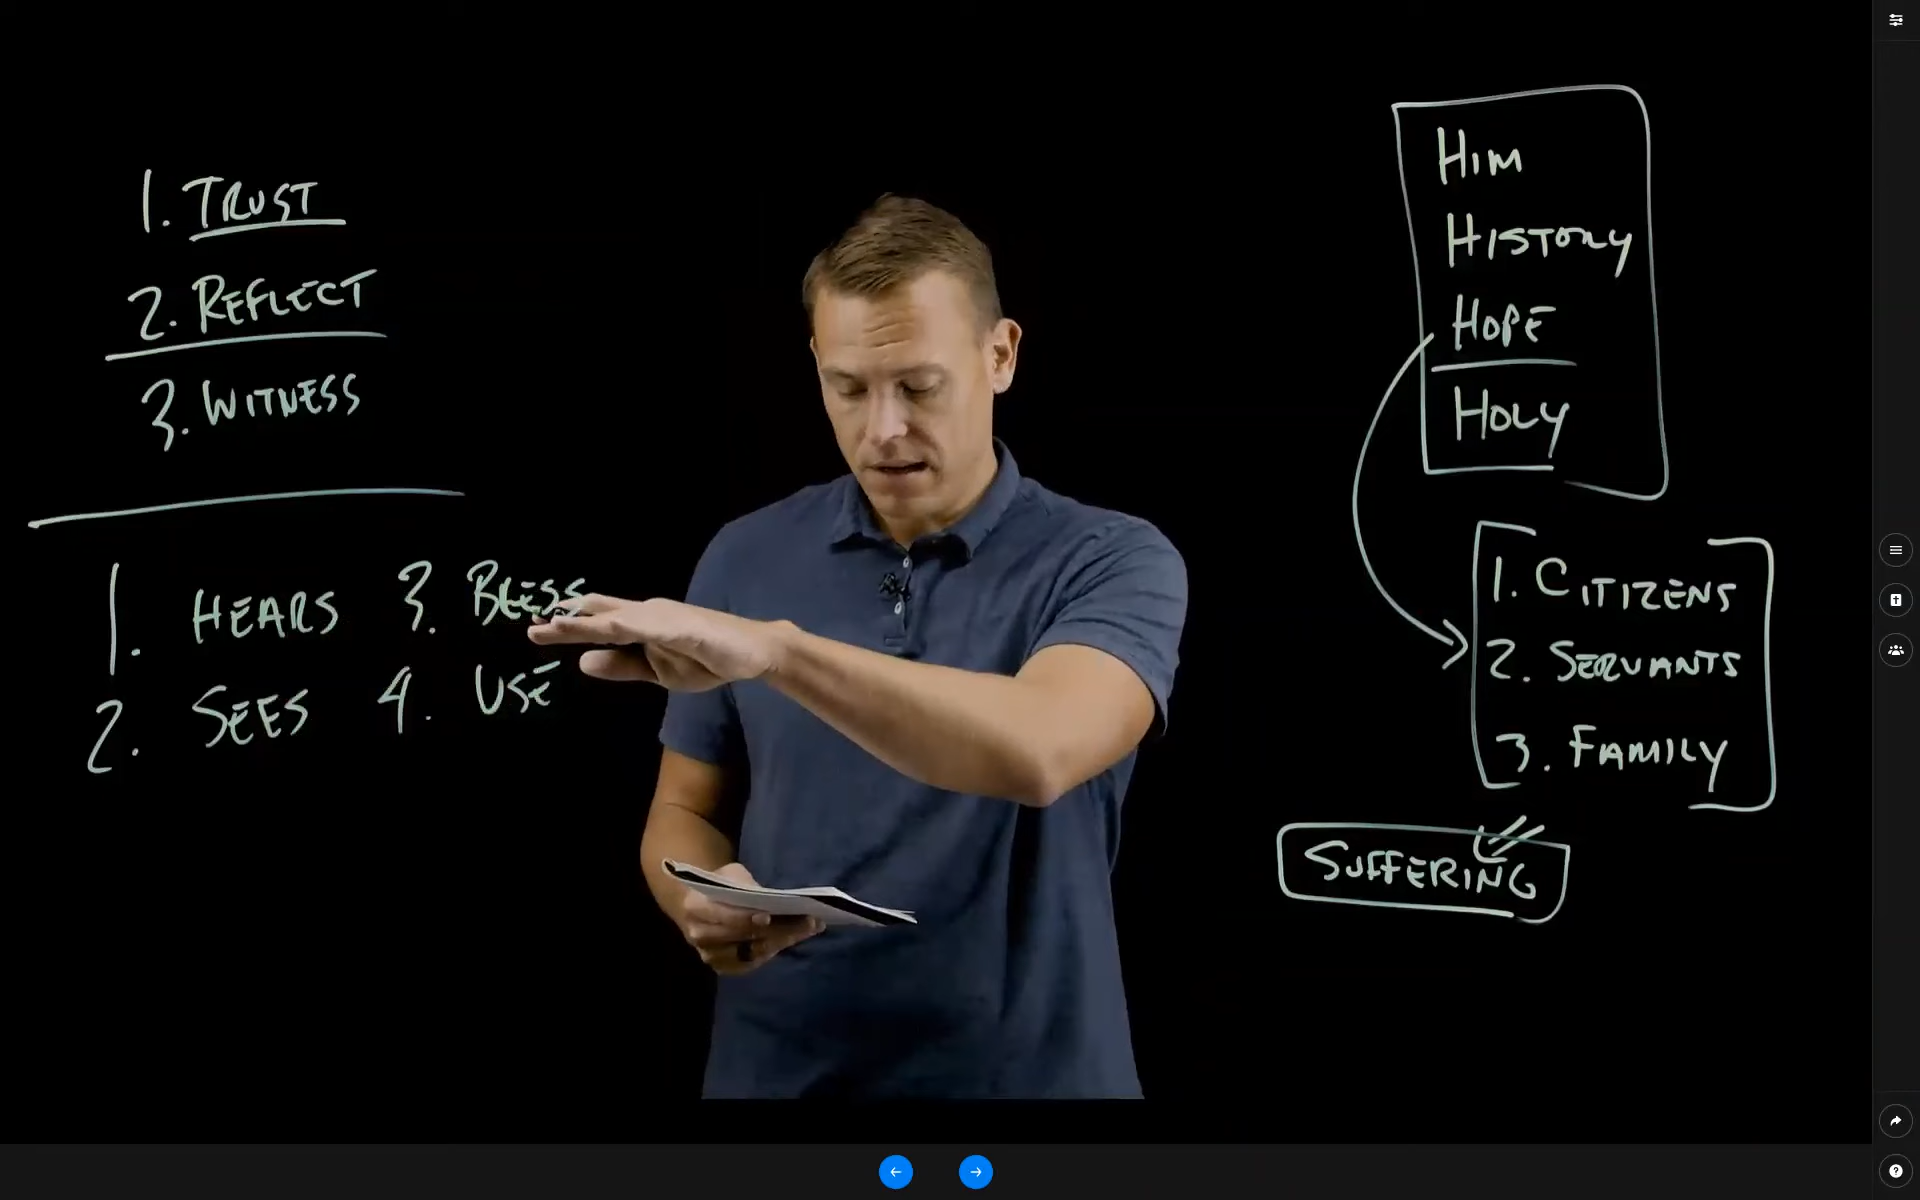 1. TRUST
2. REFLECT
3. WITNESS
1. HEARS 3. BLESS
2. SEES 4. USE
HIM
HISTORY
HOPE
HOLY
1. CITIZENS
2. SERVANTS
3. FAMILY
SUFFERING